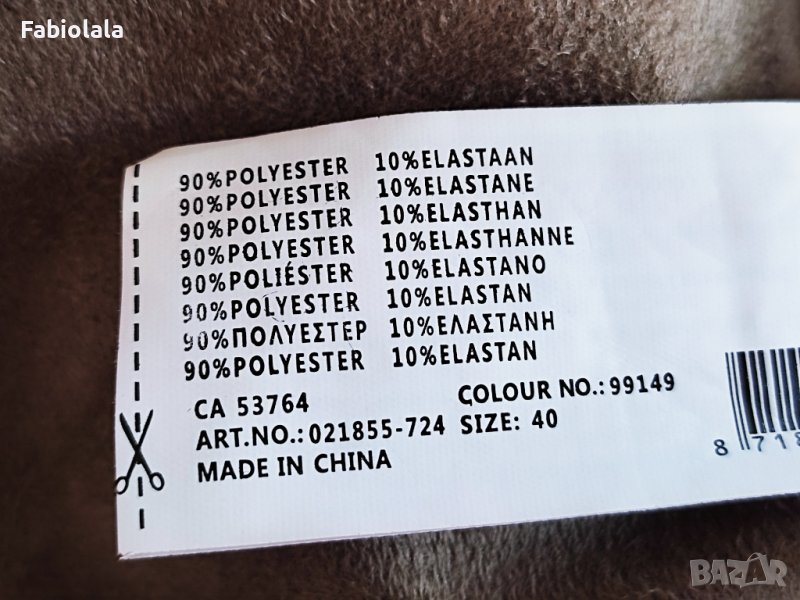 Fabiolala
90%POLYESTER 10%ELASTAAN
90%POLYESTER 10%ELASTANE
90%POLYESTER 10%ELASTHAN
90%POLYESTER 10%ELASTHANNE
90%POLIÉSTER 10%ELASTANO
90%POLYESTER 10%ELASTAN
90%ΠΟΛΥΕΣΤΕΡ 10%ΕΛΑΣΤΑΝΗ
90%POLYESTER 10%ELASTAN
CA 53764 COLOUR NO.: 99149
ART.NO.: 021855-724 SIZE: 40
MADE IN CHINA
8 718
BAZAR